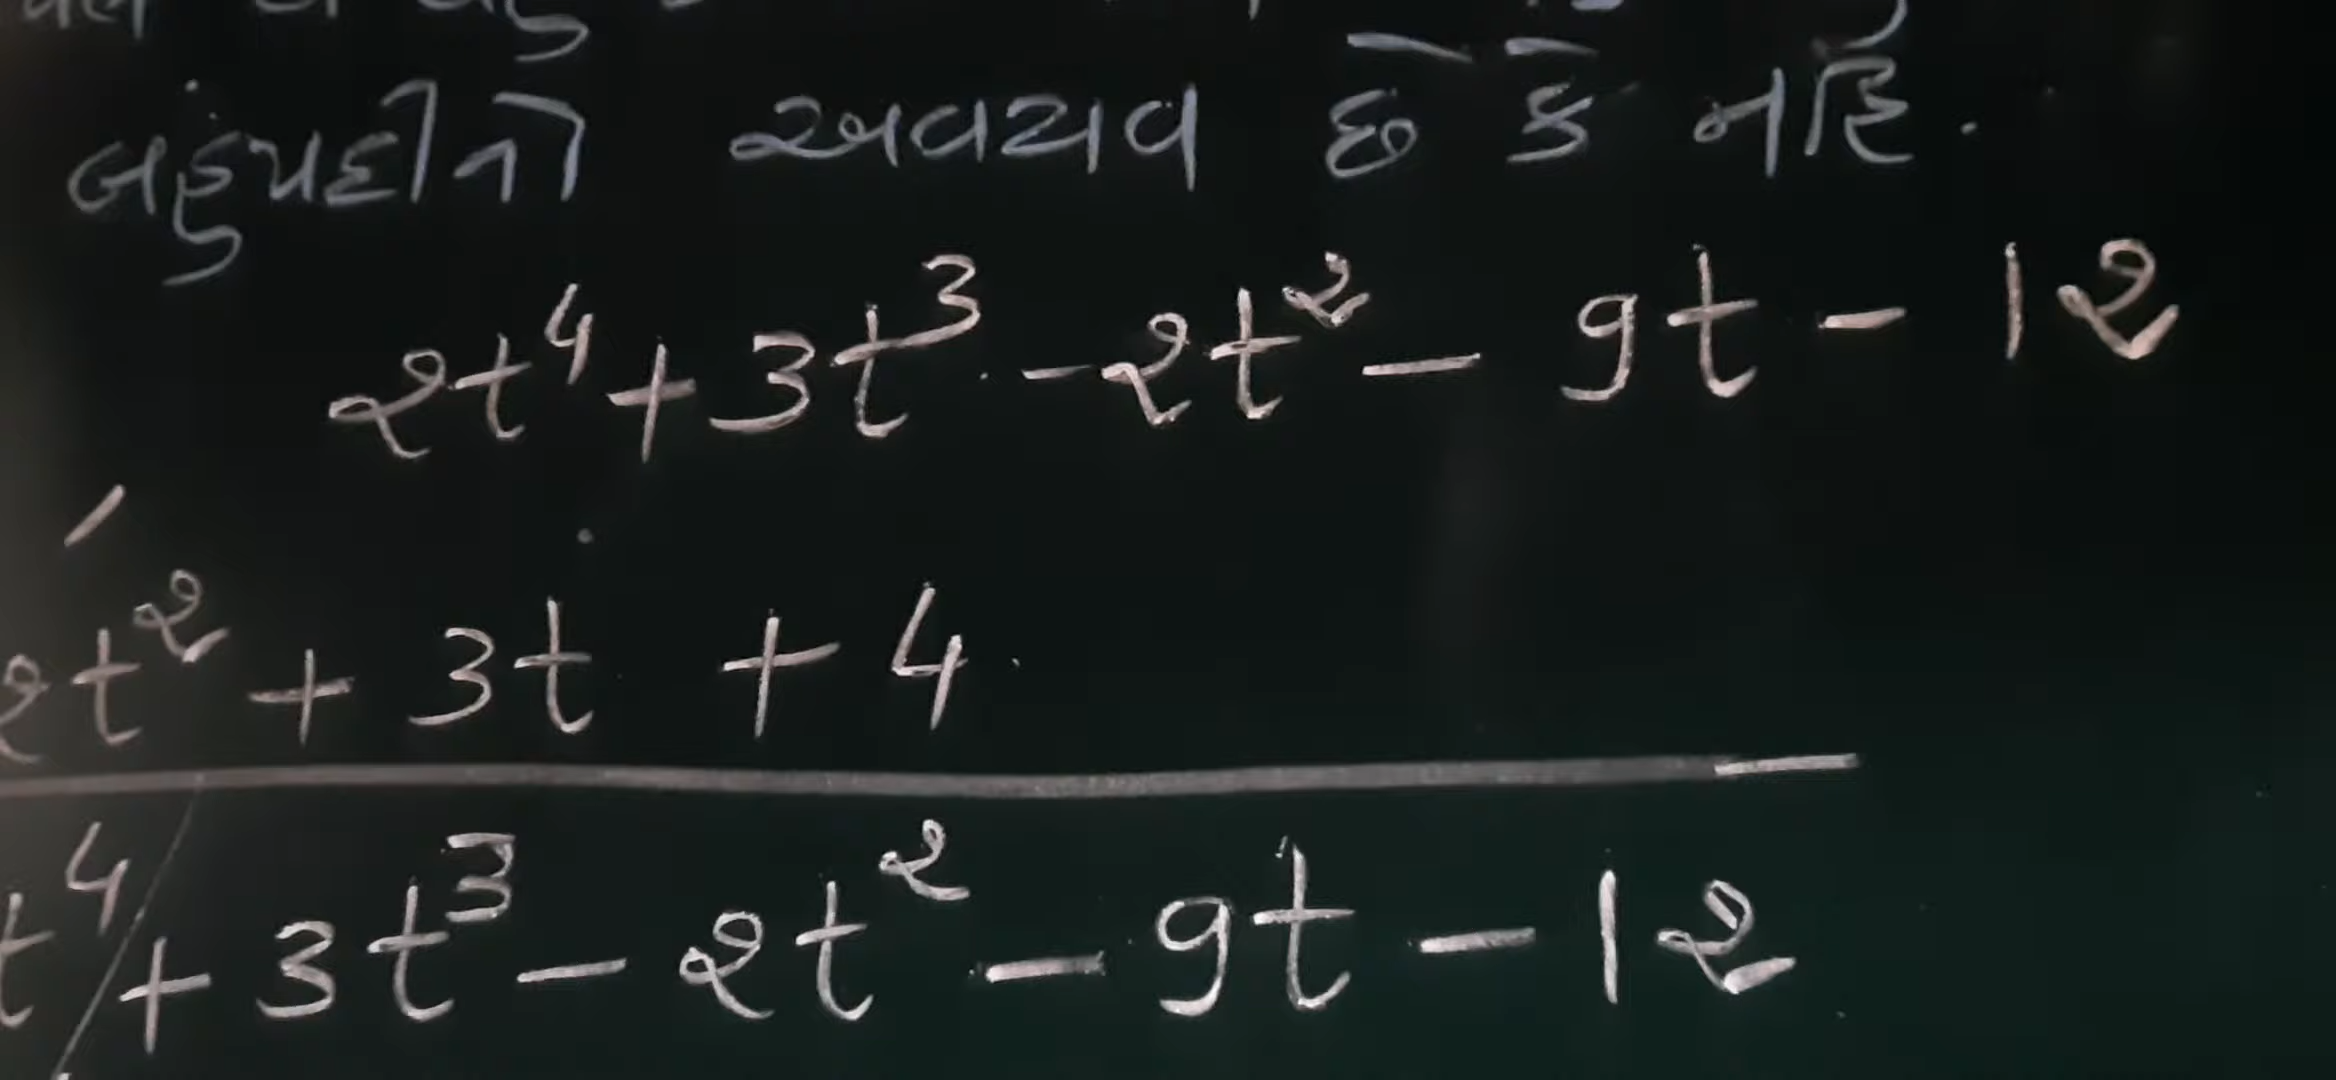 બહુપદીનો અવયવ છે કે નહિ.
2t⁴ + 3t³ - 2t² - 9t - 12
2t² + 3t + 4
t⁴ + 3t³ - 2t² - 9t - 12